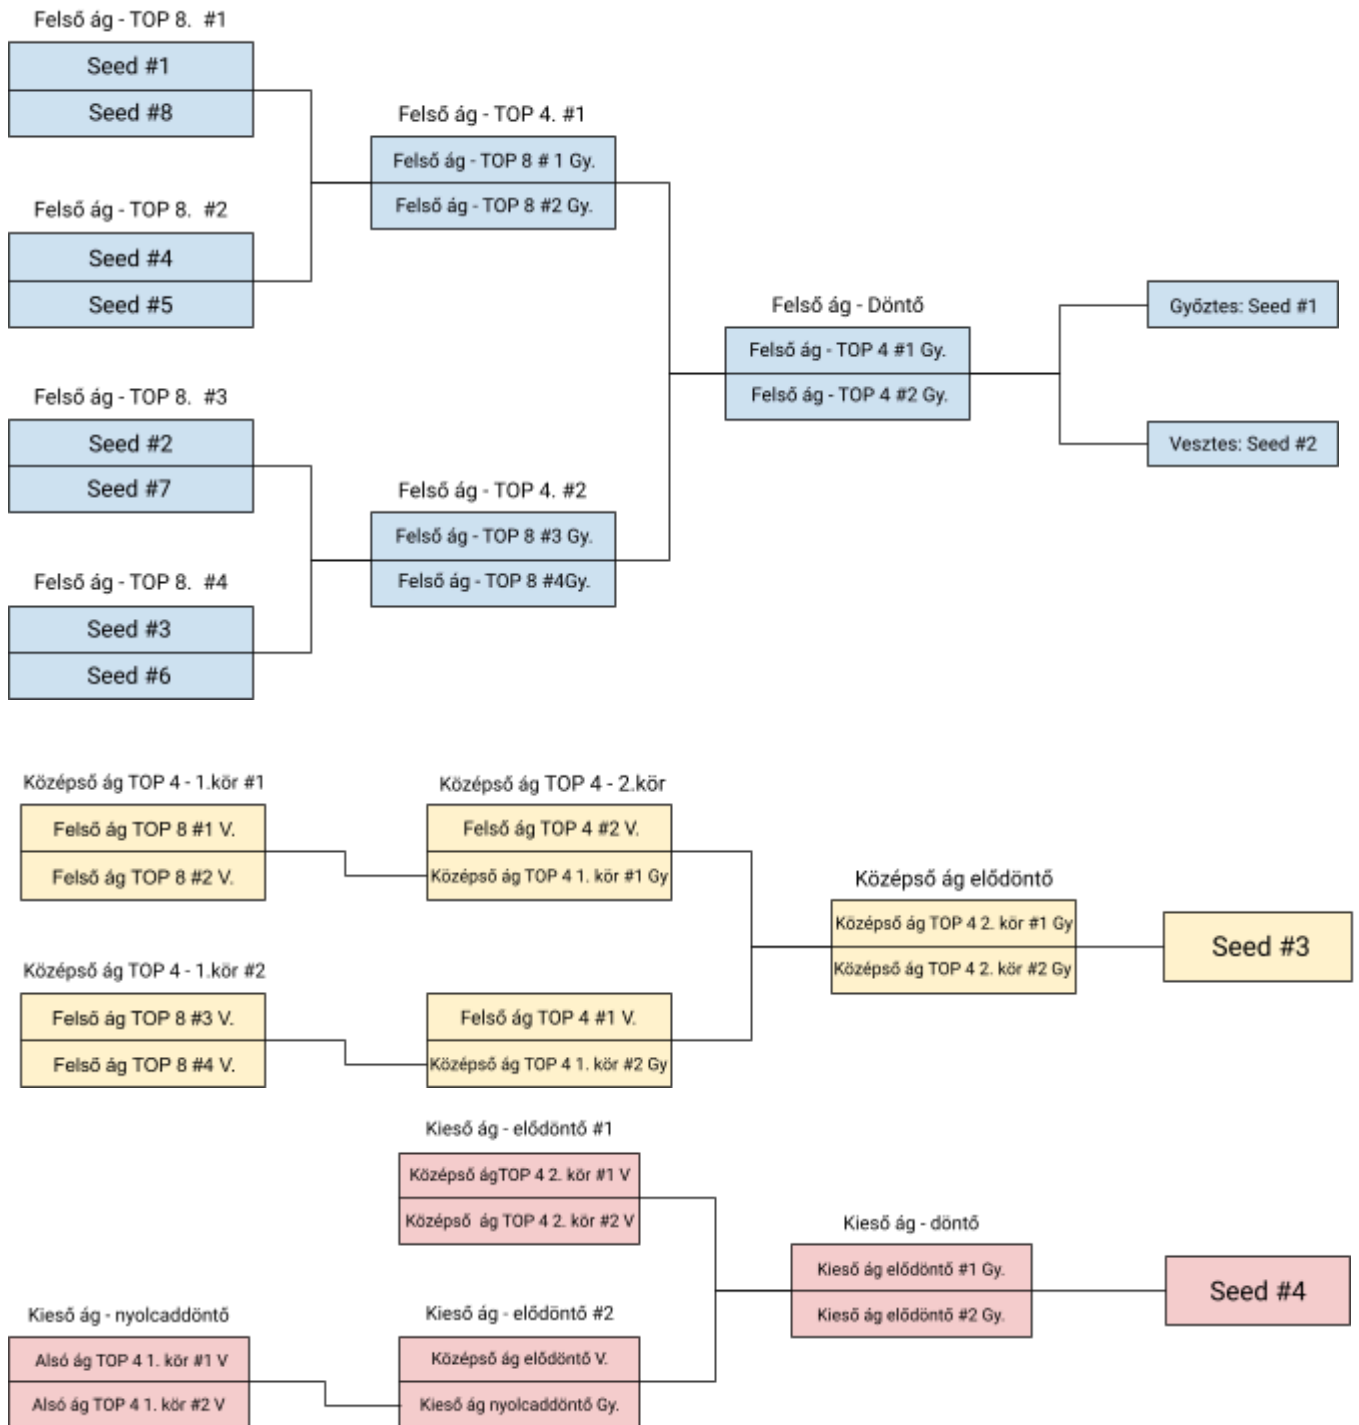 Felső ág - TOP 8.  #1
Seed #1
Seed #8
Felső ág - TOP 8.  #2
Seed #4
Seed #5
Felső ág - TOP 8.  #3
Seed #2
Seed #7
Felső ág - TOP 8.  #4
Seed #3
Seed #6
Felső ág - TOP 4. #1
Felső ág - TOP 8 # 1 Gy.
Felső ág - TOP 8 #2 Gy.
Felső ág - TOP 4. #2
Felső ág - TOP 8 #3 Gy.
Felső ág - TOP 8 #4Gy.
Felső ág - Döntő
Felső ág - TOP 4 #1 Gy.
Felső ág - TOP 4 #2 Gy.
Győztes: Seed #1
Vesztes: Seed #2
Középső ág TOP 4 - 1.kör #1
Felső ág TOP 8 #1 V.
Felső ág TOP 8 #2 V.
Középső ág TOP 4 - 1.kör #2
Felső ág TOP 8 #3 V.
Felső ág TOP 8 #4 V.
Középső ág TOP 4 - 2.kör
Felső ág TOP 4 #2 V.
Középső ág TOP 4 1. kör #1 Gy
Felső ág TOP 4 #1 V.
Középső ág TOP 4 1. kör #2 Gy
Középső ág elődöntő
Középső ág TOP 4 2. kör #1 Gy
Középső ág TOP 4 2. kör #2 Gy
Seed #3
Kieső ág - nyolcaddöntő
Alsó ág TOP 4 1. kör #1 V
Alsó ág TOP 4 1. kör #2 V
Kieső ág - elődöntő #1
Középső ágTOP 4 2. kör #1 V
Középső  ág TOP 4 2. kör #2 V
Kieső ág - elődöntő #2
Középső ág elődöntő V.
Kieső ág nyolcaddöntő Gy.
Kieső ág - döntő
Kieső ág elődöntő #1 Gy.
Kieső ág elődöntő #2 Gy.
Seed #4